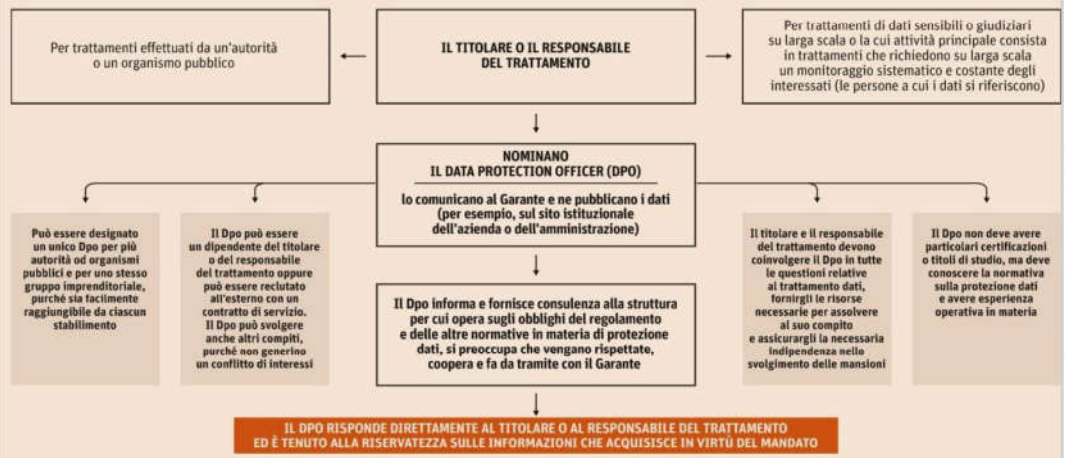 Per trattamenti effettuati da un'autorità
o un organismo pubblico
IL TITOLARE O IL RESPONSABILE
DEL TRATTAMENTO
Per trattamenti di dati sensibili o giudiziari
su larga scala o la cui attività principale consista
in trattamenti che richiedono su larga scala
un monitoraggio sistematico e costante degli
interessati (le persone a cui i dati si riferiscono)
NOMINANO
IL DATA PROTECTION OFFICER (DPO)
lo comunicano al Garante e ne pubblicano i dati
(per esempio, sul sito istituzionale
dell'azienda o dell'amministrazione)
Può essere designato
un unico Dpo per più
autorità od organismi
pubblici e per uno stesso
gruppo imprenditoriale,
purché sia facilmente
raggiungibile da ciascun
stabilimento
Il Dpo può essere
un dipendente del titolare
o del responsabile
del trattamento oppure
può essere reclutato
all'esterno con un
contratto di servizio.
Il Dpo può svolgere
anche altri compiti,
purché non generino
un conflitto di interessi
Il Dpo informa e fornisce consulenza alla struttura
per cui opera sugli obblighi del regolamento
e delle altre normative in materia di protezione
dati, si preoccupa che vengano rispettate,
coopera e fa da tramite con il Garante
Il titolare e il responsabile
del trattamento devono
coinvolgere il Dpo in tutte
le questioni relative
al trattamento dati,
fornirgli le risorse
necessarie per assolvere
al suo compito
e assicurargli la necessaria
indipendenza nello
svolgimento delle mansioni
Il Dpo non deve avere
particolari certificazioni
o titoli di studio, ma deve
conoscere la normativa
sulla protezione dati
e avere esperienza
operativa in materia
IL DPO RISPONDE DIRETTAMENTE AL TITOLARE O AL RESPONSABILE DEL TRATTAMENTO
ED È TENUTO ALLA RISERVATEZZA SULLE INFORMAZIONI CHE ACQUISISCE IN VIRTÙ DEL MANDATO